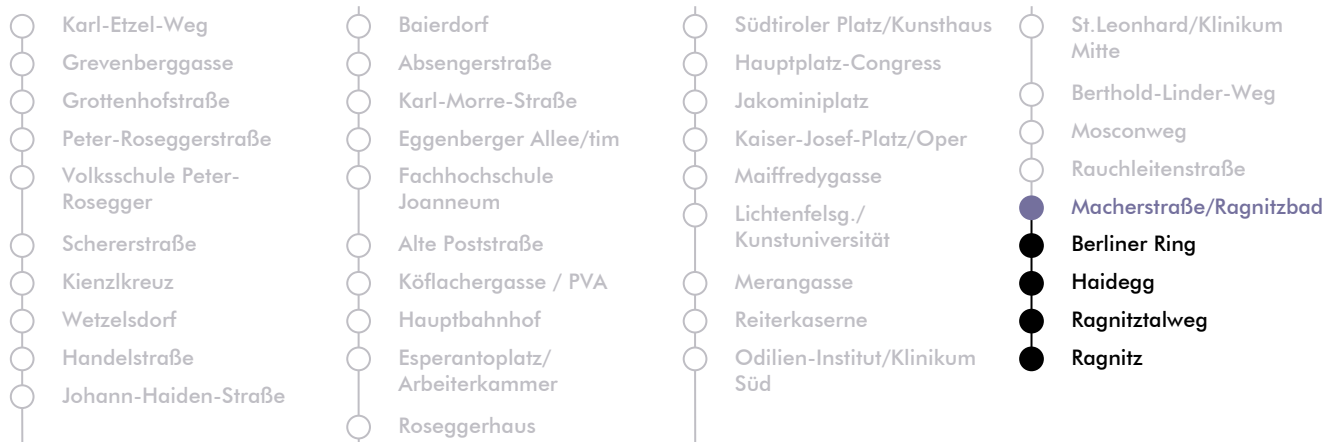 Karl-Etzel-Weg
Grevenberggasse
Grottenhofstraße
Peter-Roseggerstraße
Volksschule Peter-
Rosegger
Schererstraße
Kienzlkreuz
Wetzelsdorf
Handelstraße
Johann-Haiden-Straße
Baierdorf
Absengerstraße
Karl-Morre-Straße
Eggenberger Allee/tim
Fachhochschule
Joanneum
Alte Poststraße
Köflachergasse / PVA
Hauptbahnhof
Esperantoplatz/
Arbeiterkammer
Roseggerhaus
Südtiroler Platz/Kunsthaus
Hauptplatz-Congress
Jakominiplatz
Kaiser-Josef-Platz/Oper
Maiffredygasse
Lichtenfelsg./
Kunstuniversität
Merangasse
Reiterkaserne
Odilien-Institut/Klinikum
Süd
St.Leonhard/Klinikum
Mitte
Berthold-Linder-Weg
Mosconweg
Rauchleitenstraße
Macherstraße/Ragnitzbad
Berliner Ring
Haidegg
Ragnitztalweg
Ragnitz